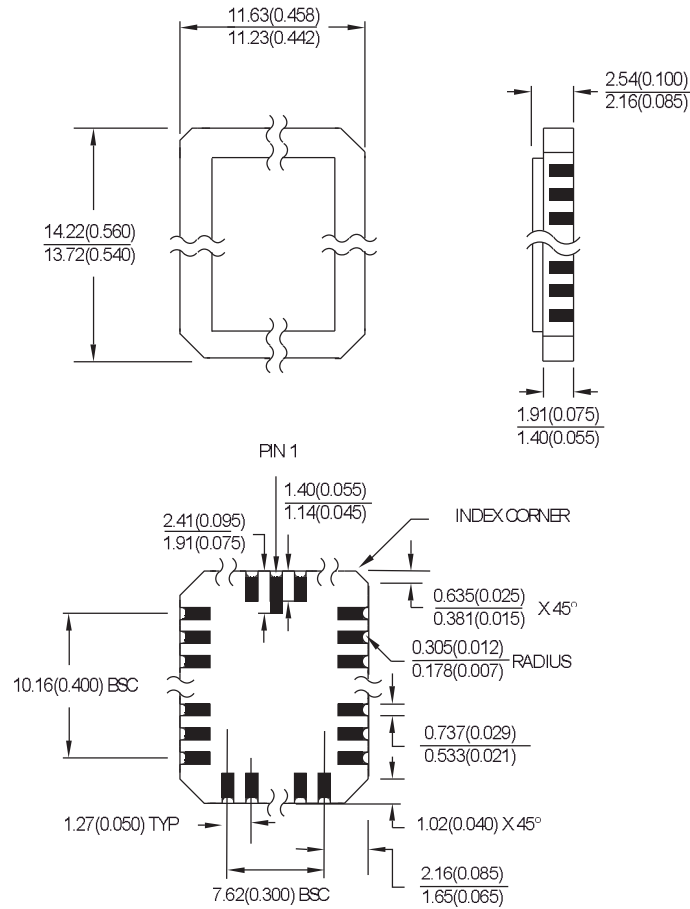 11.63(0.458)
11.23(0.442)
2.54(0.100)
2.16(0.085)
14.22(0.560)
13.72(0.540)
1.91(0.075)
1.40(0.055)
PIN 1
1.40(0.055)
1.14(0.045)
2.41(0.095)
1.91(0.075)
INDEX CORNER
0.635(0.025)
0.381(0.015)
X 45°
0.305(0.012)
0.178(0.007)
RADIUS
10.16(0.400) BSC
0.737(0.029)
0.533(0.021)
1.27(0.050) TYP
1.02(0.040) X 45°
7.62(0.300) BSC
2.16(0.085)
1.65(0.065)